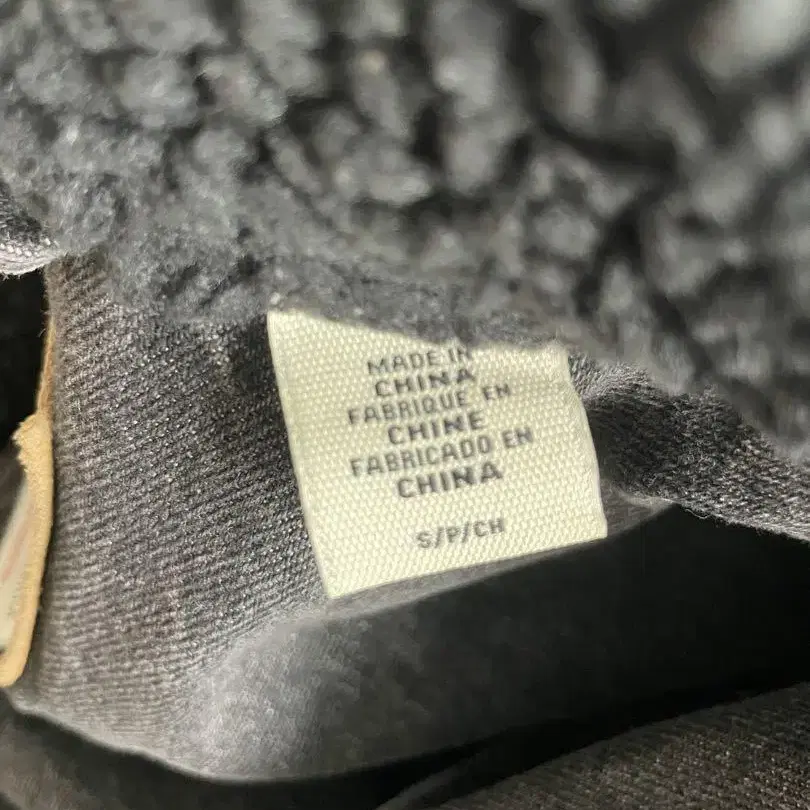 MADE IN
CHINA
FABRIQUE EN
CHINE
FABRICADO EN
CHINA
S/P/CH